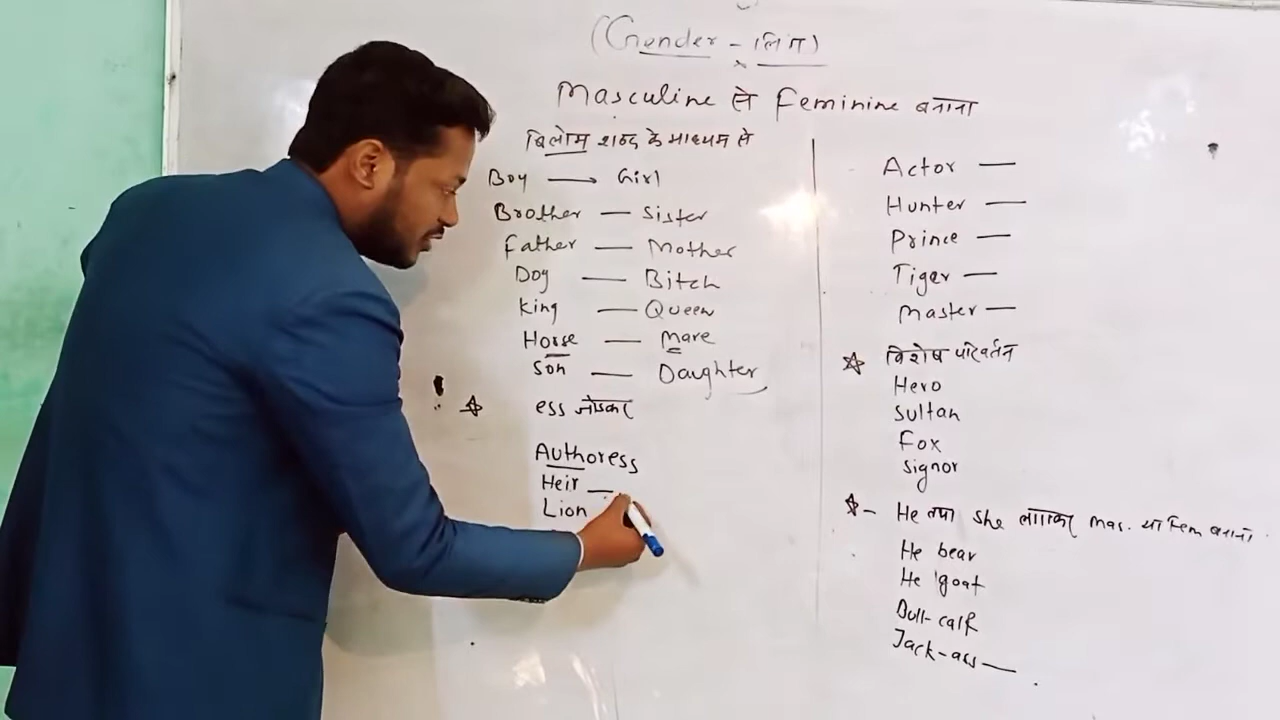 (Gender - लिंग)
Masculine से Feminine बनाना
बिलोम शब्द के माध्यम से
Boy → Girl
Brother — Sister
Father — Mother
Dog — Bitch
King — Queen
Horse — Mare
Son — Daughter
☆ ess जोडकर
Authoress
Heir —
Lion
Actor —
Hunter —
Prince —
Tiger —
Master —
☆ विशेष परिवर्तन
Hero
Sultan
Fox
Signor
☆ - He तथा She लगाकर mas. या Fem बनाना
He bear
He goat
Bull-calf
Jack-ass —